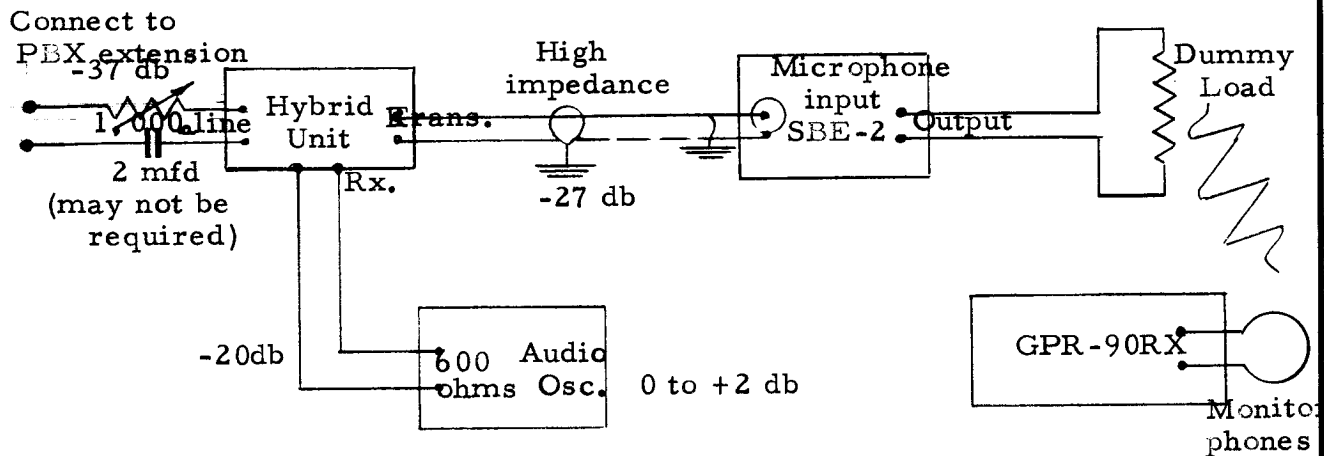 Connect to
PBX extension
-37 db
1,000 line
2 mfd
(may not be
required)
Hybrid
Unit
Trans.
Rx.
High
impedance
-27 db
Microphone
input
SBE-2
Output
Dummy
Load
-20db
600
ohms
Audio
Osc.
0 to +2 db
GPR-90RX
Monitor
phones